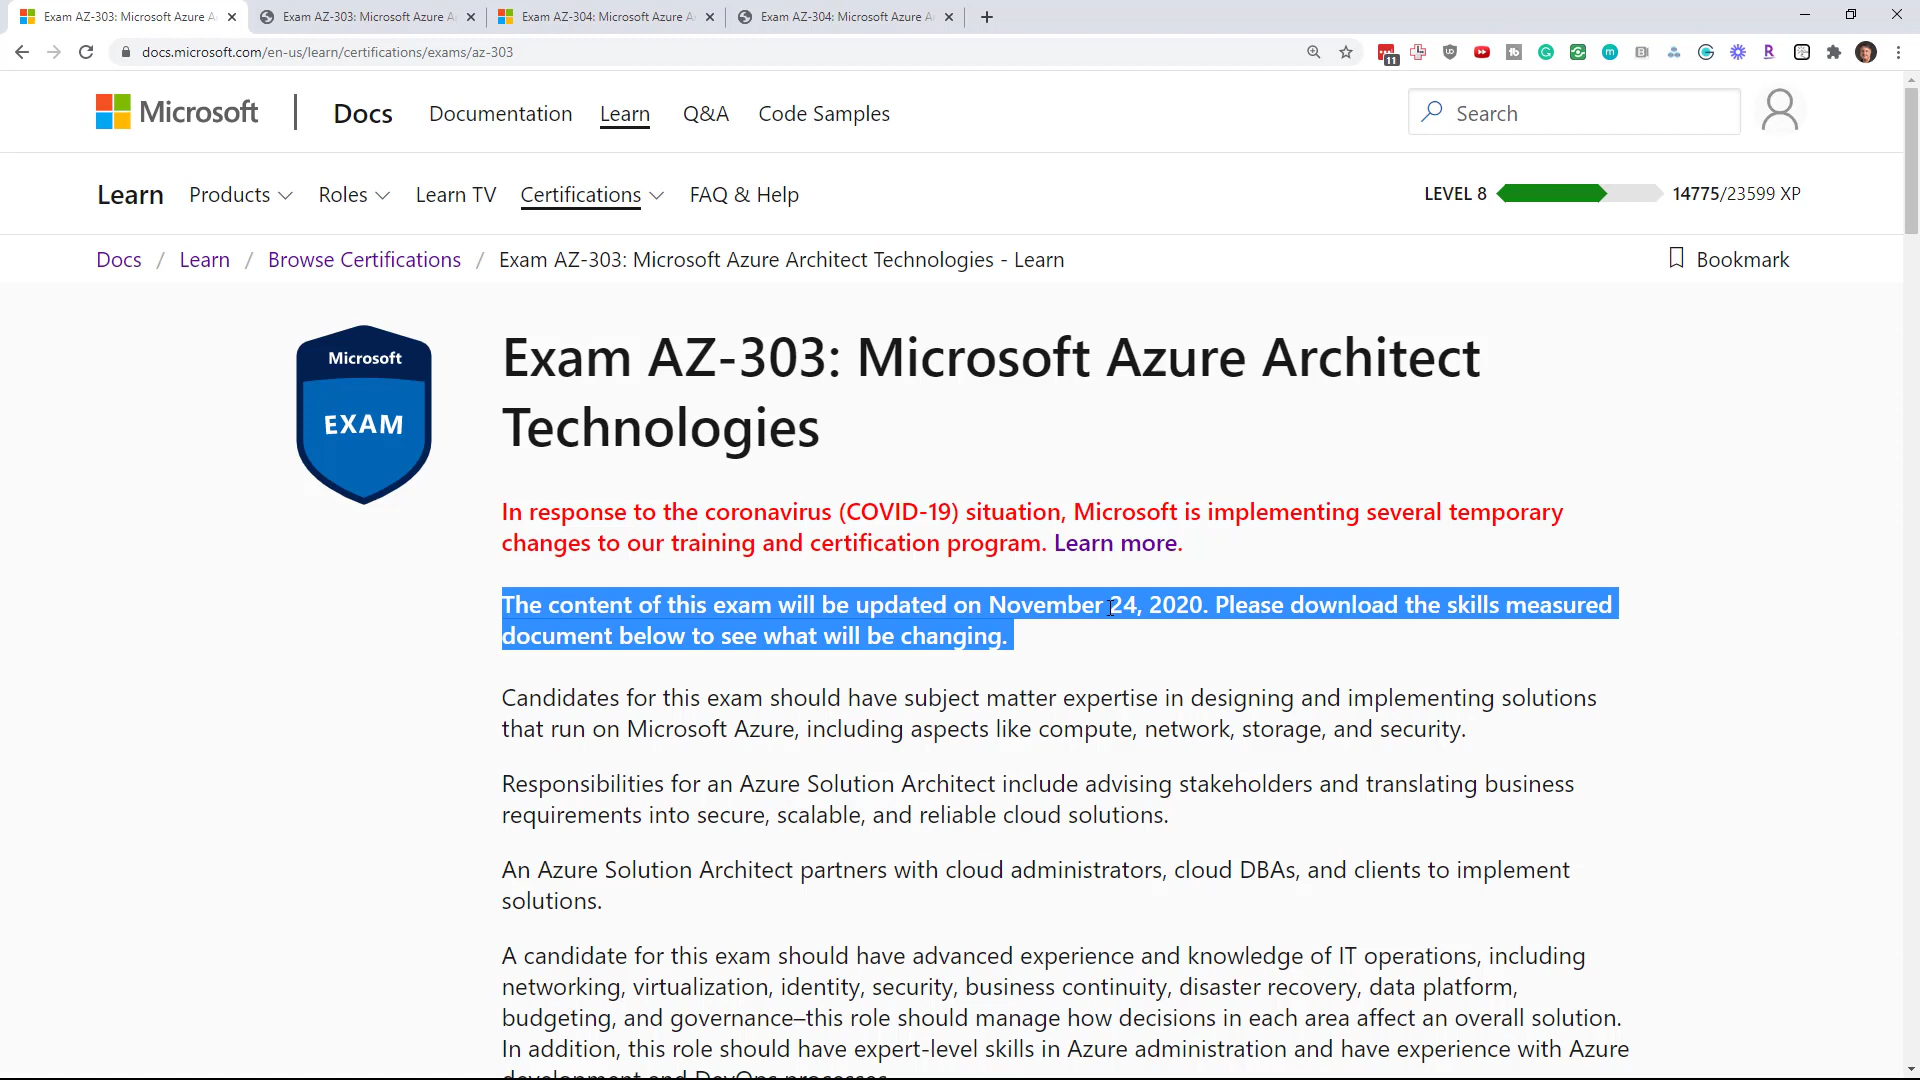 Exam AZ-303: Microsoft Azure A
Exam AZ-303: Microsoft Azure A
Exam AZ-304: Microsoft Azure A
Exam AZ-304: Microsoft Azure A
docs.microsoft.com/en-us/learn/certifications/exams/az-303
11
Microsoft
Docs
Documentation
Learn
Q&A
Code Samples
Search
Learn
Products
Roles
Learn TV
Certifications
FAQ & Help
LEVEL 8
14775/23599 XP
Docs / Learn / Browse Certifications / Exam AZ-303: Microsoft Azure Architect Technologies - Learn
Bookmark
Microsoft
EXAM
Exam AZ-303: Microsoft Azure Architect
Technologies
In response to the coronavirus (COVID-19) situation, Microsoft is implementing several temporary
changes to our training and certification program. Learn more.
The content of this exam will be updated on November 24, 2020. Please download the skills measured
document below to see what will be changing.
Candidates for this exam should have subject matter expertise in designing and implementing solutions
that run on Microsoft Azure, including aspects like compute, network, storage, and security.
Responsibilities for an Azure Solution Architect include advising stakeholders and translating business
requirements into secure, scalable, and reliable cloud solutions.
An Azure Solution Architect partners with cloud administrators, cloud DBAs, and clients to implement
solutions.
A candidate for this exam should have advanced experience and knowledge of IT operations, including
networking, virtualization, identity, security, business continuity, disaster recovery, data platform,
budgeting, and governance–this role should manage how decisions in each area affect an overall solution.
In addition, this role should have expert-level skills in Azure administration and have experience with Azure
development and DevOps processes.